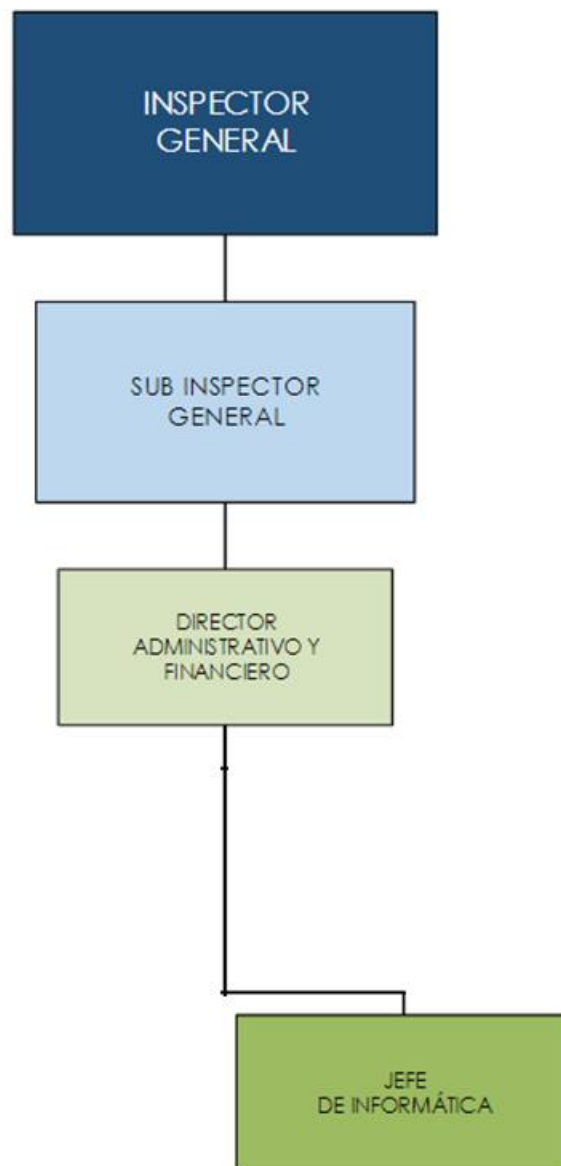 INSPECTOR
GENERAL
SUB INSPECTOR
GENERAL
DIRECTOR
ADMINISTRATIVO Y
FINANCIERO
JEFE
DE INFORMÁTICA